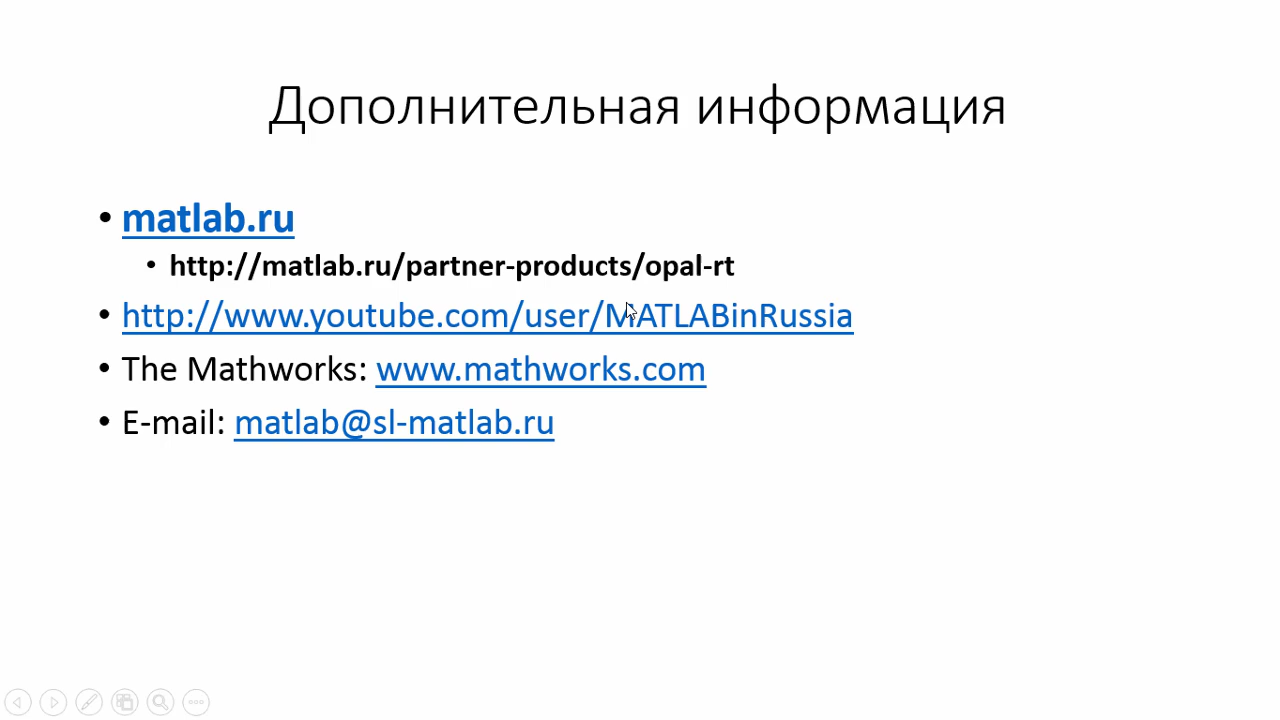 Дополнительная информация
• matlab.ru
• http://matlab.ru/partner-products/opal-rt
• http://www.youtube.com/user/MATLABinRussia
• The Mathworks: www.mathworks.com
• E-mail: matlab@sl-matlab.ru